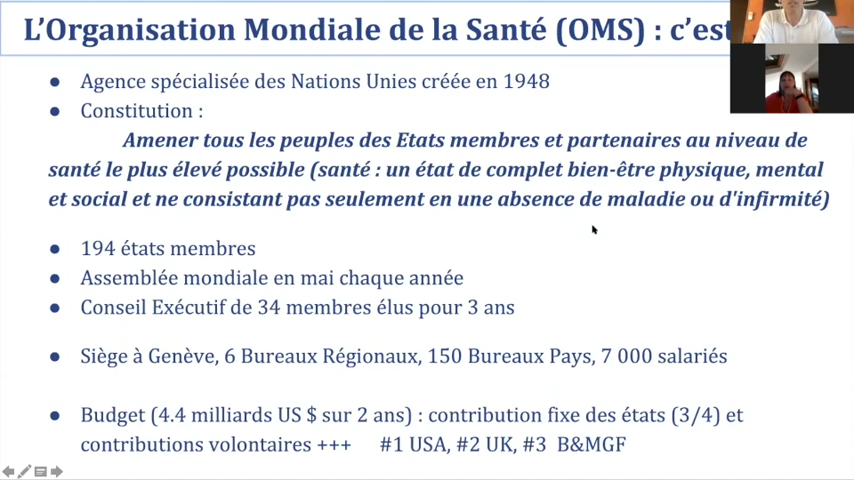 L'Organisation Mondiale de la Santé (OMS) : c'est
● Agence spécialisée des Nations Unies créée en 1948
● Constitution :
Amener tous les peuples des Etats membres et partenaires au niveau de
santé le plus élevé possible (santé : un état de complet bien-être physique, mental
et social et ne consistant pas seulement en une absence de maladie ou d'infirmité)
● 194 états membres
● Assemblée mondiale en mai chaque année
● Conseil Exécutif de 34 membres élus pour 3 ans
● Siège à Genève, 6 Bureaux Régionaux, 150 Bureaux Pays, 7 000 salariés
● Budget (4.4 milliards US $ sur 2 ans) : contribution fixe des états (3/4) et
contributions volontaires +++ #1 USA, #2 UK, #3 B&MGF